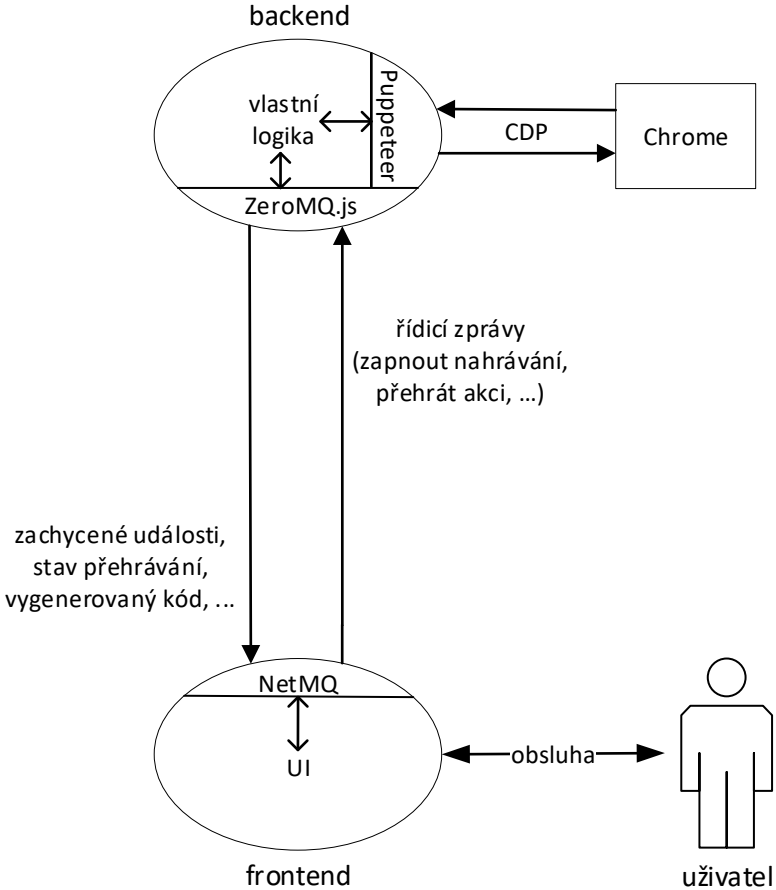 backend
vlastní
logika
Puppeteer
ZeroMQ.js
CDP
Chrome
řídicí zprávy
(zapnout nahrávání,
přehrát akci, ...)
zachycené události,
stav přehrávání,
vygenerovaný kód, ...
NetMQ
UI
obsluha
frontend
uživatel